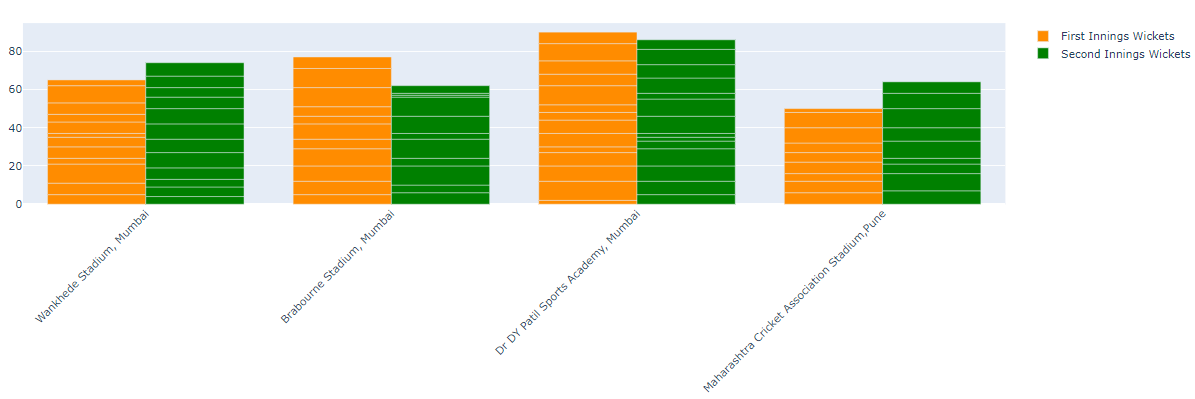 First Innings Wickets
Second Innings Wickets
80
60
40
20
0
Wankhede Stadium, Mumbai
Brabourne Stadium, Mumbai
Dr DY Patil Sports Academy, Mumbai
Maharashtra Cricket Association Stadium,Pune